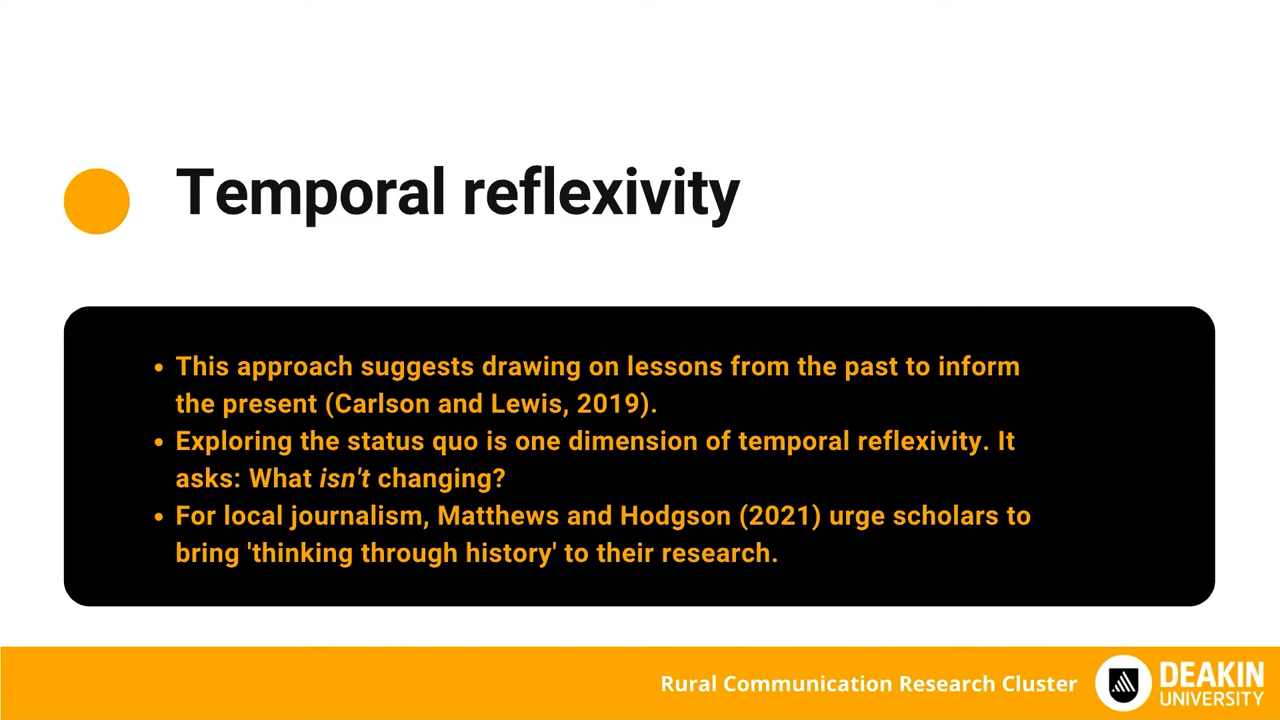 Temporal reflexivity
• This approach suggests drawing on lessons from the past to inform
the present (Carlson and Lewis, 2019).
• Exploring the status quo is one dimension of temporal reflexivity. It
asks: What isn't changing?
• For local journalism, Matthews and Hodgson (2021) urge scholars to
bring 'thinking through history' to their research.
Rural Communication Research Cluster
DEAKIN
UNIVERSITY